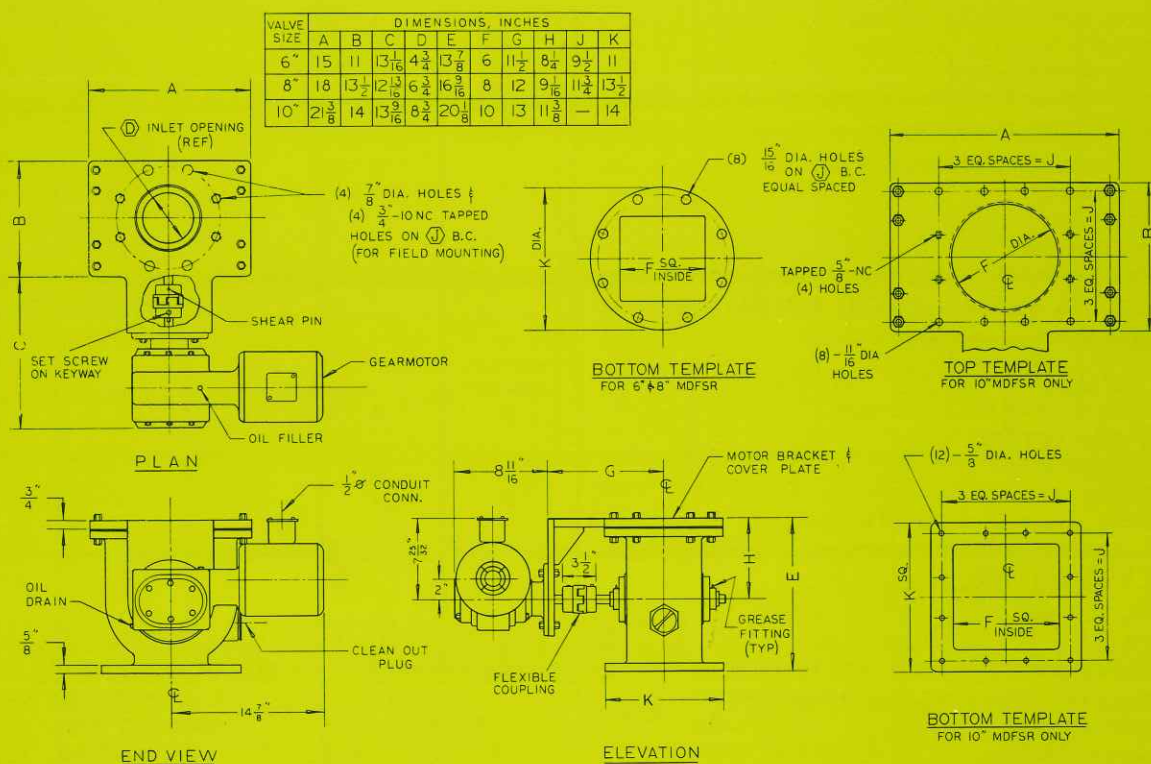 VALVE SIZE DIMENSIONS, INCHES
A B C D E F G H J K
6" 15 11 13 1/16 4 3/4 13 7/8 6 11 1/2 8 1/4 9 1/2 11
8" 18 13 1/2 12 13/16 6 3/4 16 9/16 8 12 9 1/16 11 3/4 13 1/2
10" 21 3/8 14 13 9/16 8 3/4 20 1/8 10 13 11 3/8 — 14
A
D INLET OPENING
(REF)
B
C
(4) 7/8" DIA. HOLES &
(4) 3/4"-10NC TAPPED
HOLES ON J B.C.
(FOR FIELD MOUNTING)
SHEAR PIN
SET SCREW
ON KEYWAY
GEARMOTOR
OIL FILLER
PLAN
(8) 15/16" DIA. HOLES
ON J B.C.
EQUAL SPACED
K DIA.
F SQ. INSIDE
BOTTOM TEMPLATE
FOR 6" & 8" MDFSR
A
3 EQ. SPACES = J
F DIA.
3 EQ. SPACES = J
B
TAPPED 5/8"-NC
(4) HOLES
℄
(8)-11/16" DIA
HOLES
TOP TEMPLATE
FOR 10" MDFSR ONLY
3/4"
1/2" ø CONDUIT
CONN.
OIL
DRAIN
5/8"
CLEAN OUT
PLUG
℄
14 7/8"
END VIEW
8 11/16"
G
MOTOR BRACKET &
COVER PLATE
℄
7 25/32"
2"
3 1/2"
H
E
GREASE
FITTING
(TYP)
FLEXIBLE
COUPLING
K
ELEVATION
(12)-5/8" DIA. HOLES
3 EQ. SPACES = J
K SQ.
℄
F SQ. INSIDE
3 EQ. SPACES = J
BOTTOM TEMPLATE
FOR 10" MDFSR ONLY